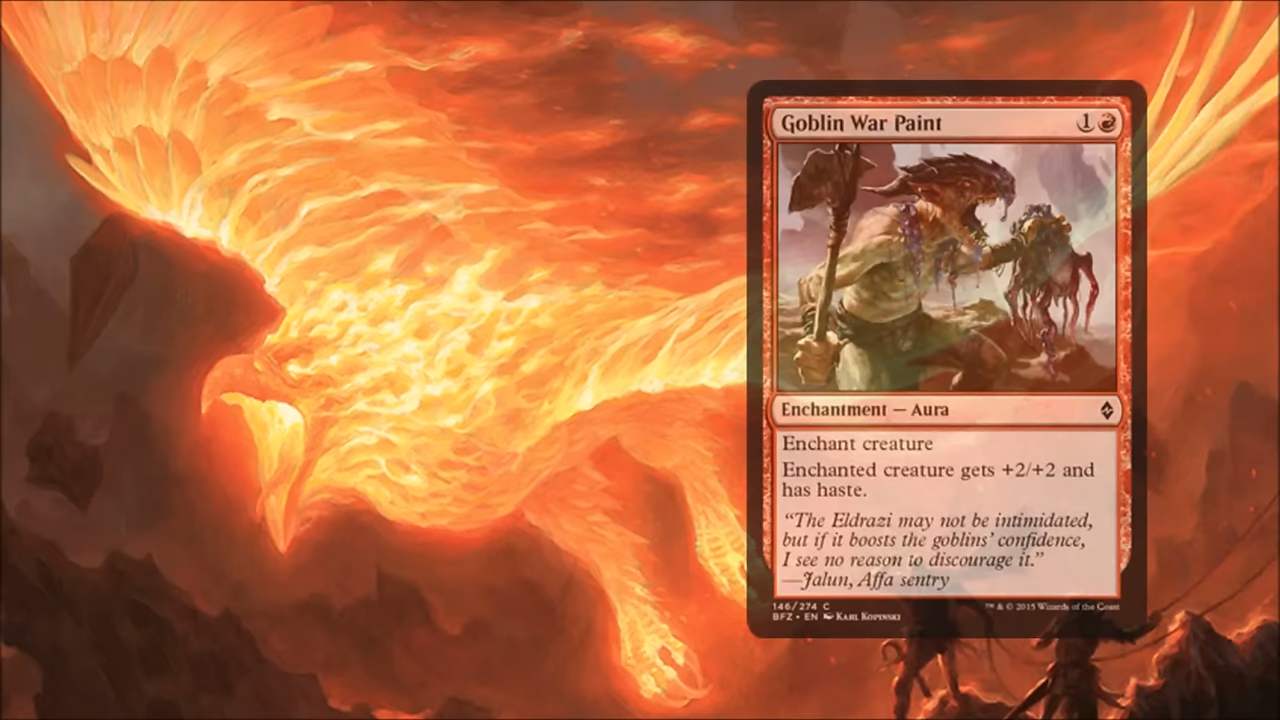 Goblin War Paint 1
Enchantment — Aura
Enchant creature
Enchanted creature gets +2/+2 and
has haste.
“The Eldrazi may not be intimidated,
but if it boosts the goblins’ confidence,
I see no reason to discourage it.”
—Jalun, Affa sentry
146/274 C
™ & © 2015 Wizards of the Coast
BFZ • EN Karl Kopinski